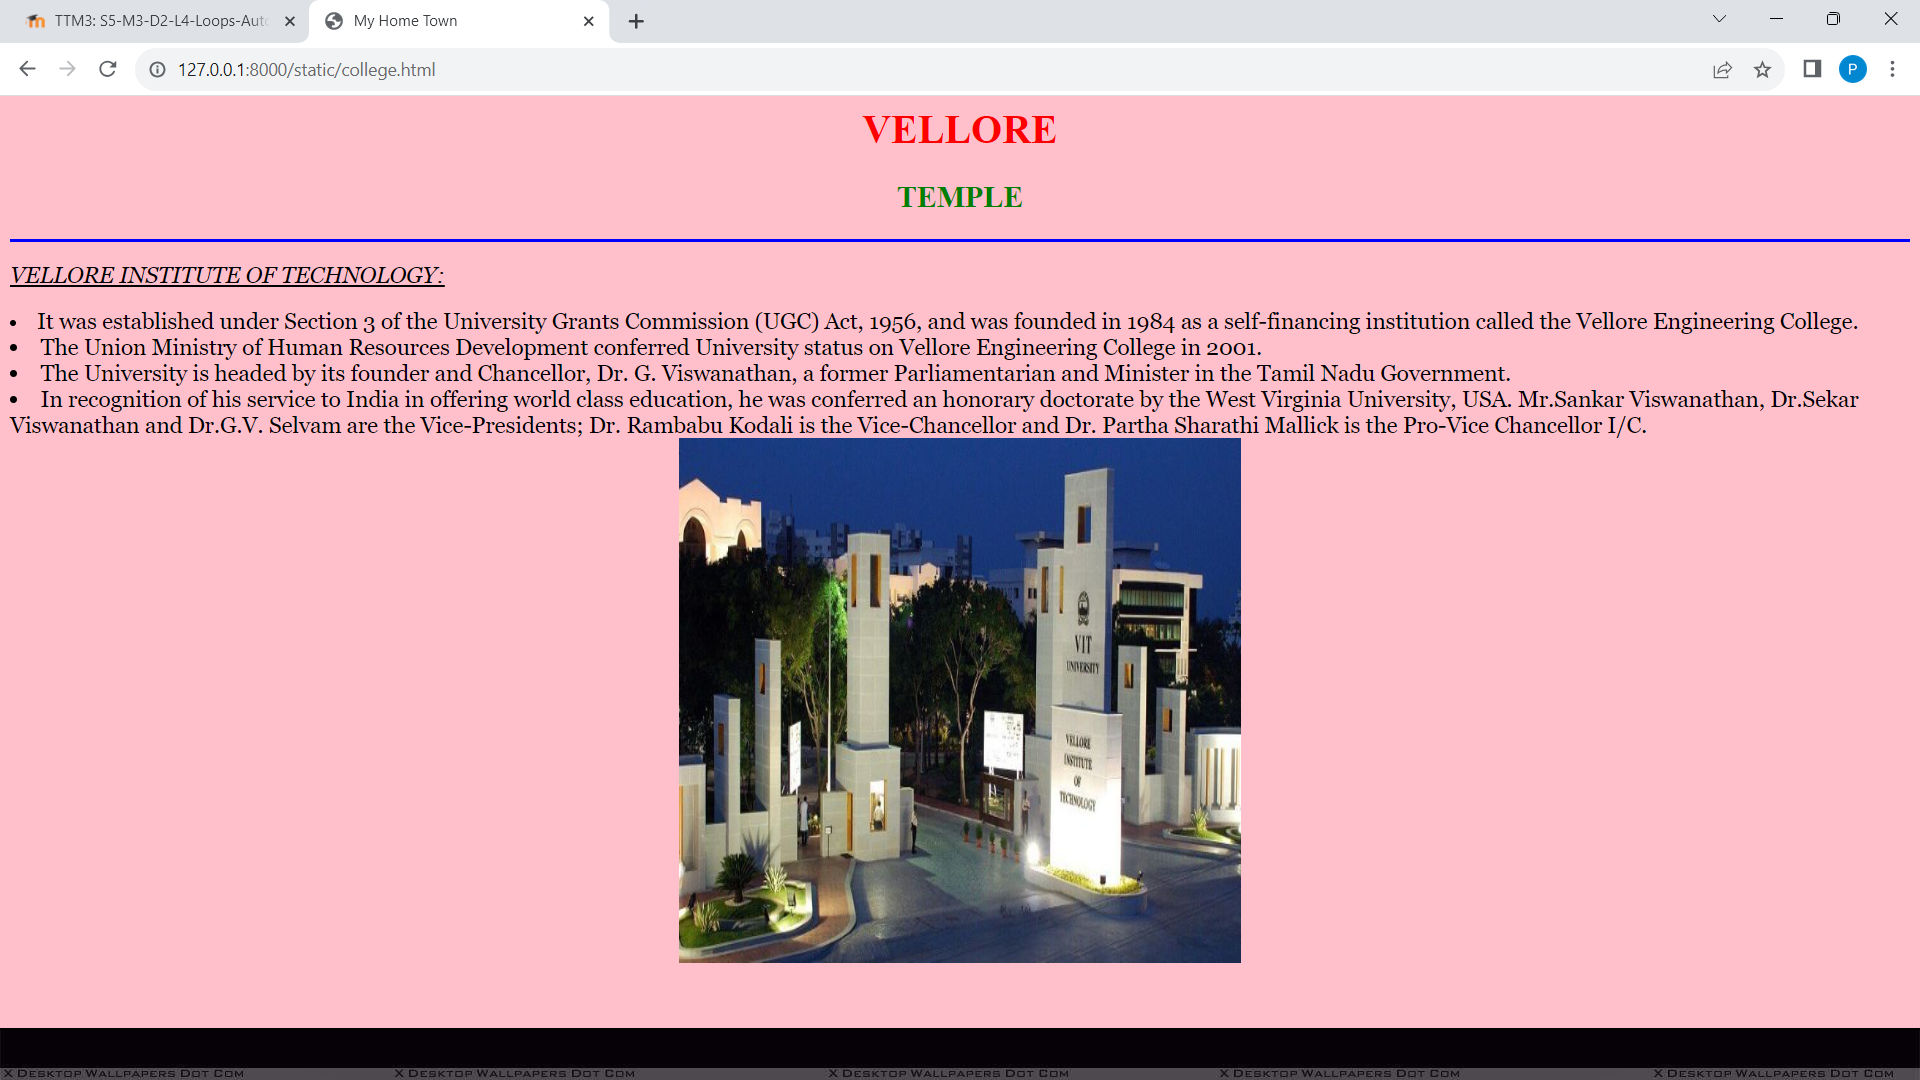 TTM3: S5-M3-D2-L4-Loops-Auto
My Home Town
127.0.0.1:8000/static/college.html
P
VELLORE
TEMPLE
VELLORE INSTITUTE OF TECHNOLOGY:
• It was established under Section 3 of the University Grants Commission (UGC) Act, 1956, and was founded in 1984 as a self-financing institution called the Vellore Engineering College.
• The Union Ministry of Human Resources Development conferred University status on Vellore Engineering College in 2001.
• The University is headed by its founder and Chancellor, Dr. G. Viswanathan, a former Parliamentarian and Minister in the Tamil Nadu Government.
• In recognition of his service to India in offering world class education, he was conferred an honorary doctorate by the West Virginia University, USA. Mr.Sankar Viswanathan, Dr.Sekar
Viswanathan and Dr.G.V. Selvam are the Vice-Presidents; Dr. Rambabu Kodali is the Vice-Chancellor and Dr. Partha Sharathi Mallick is the Pro-Vice Chancellor I/C.
VIT
UNIVERSITY
VELLORE
INSTITUTE
OF
TECHNOLOGY
X Desktop Wallpapers Dot Com X Desktop Wallpapers Dot Com X Desktop Wallpapers Dot Com X Desktop Wallpapers Dot Com X Desktop Wallpapers Dot Com